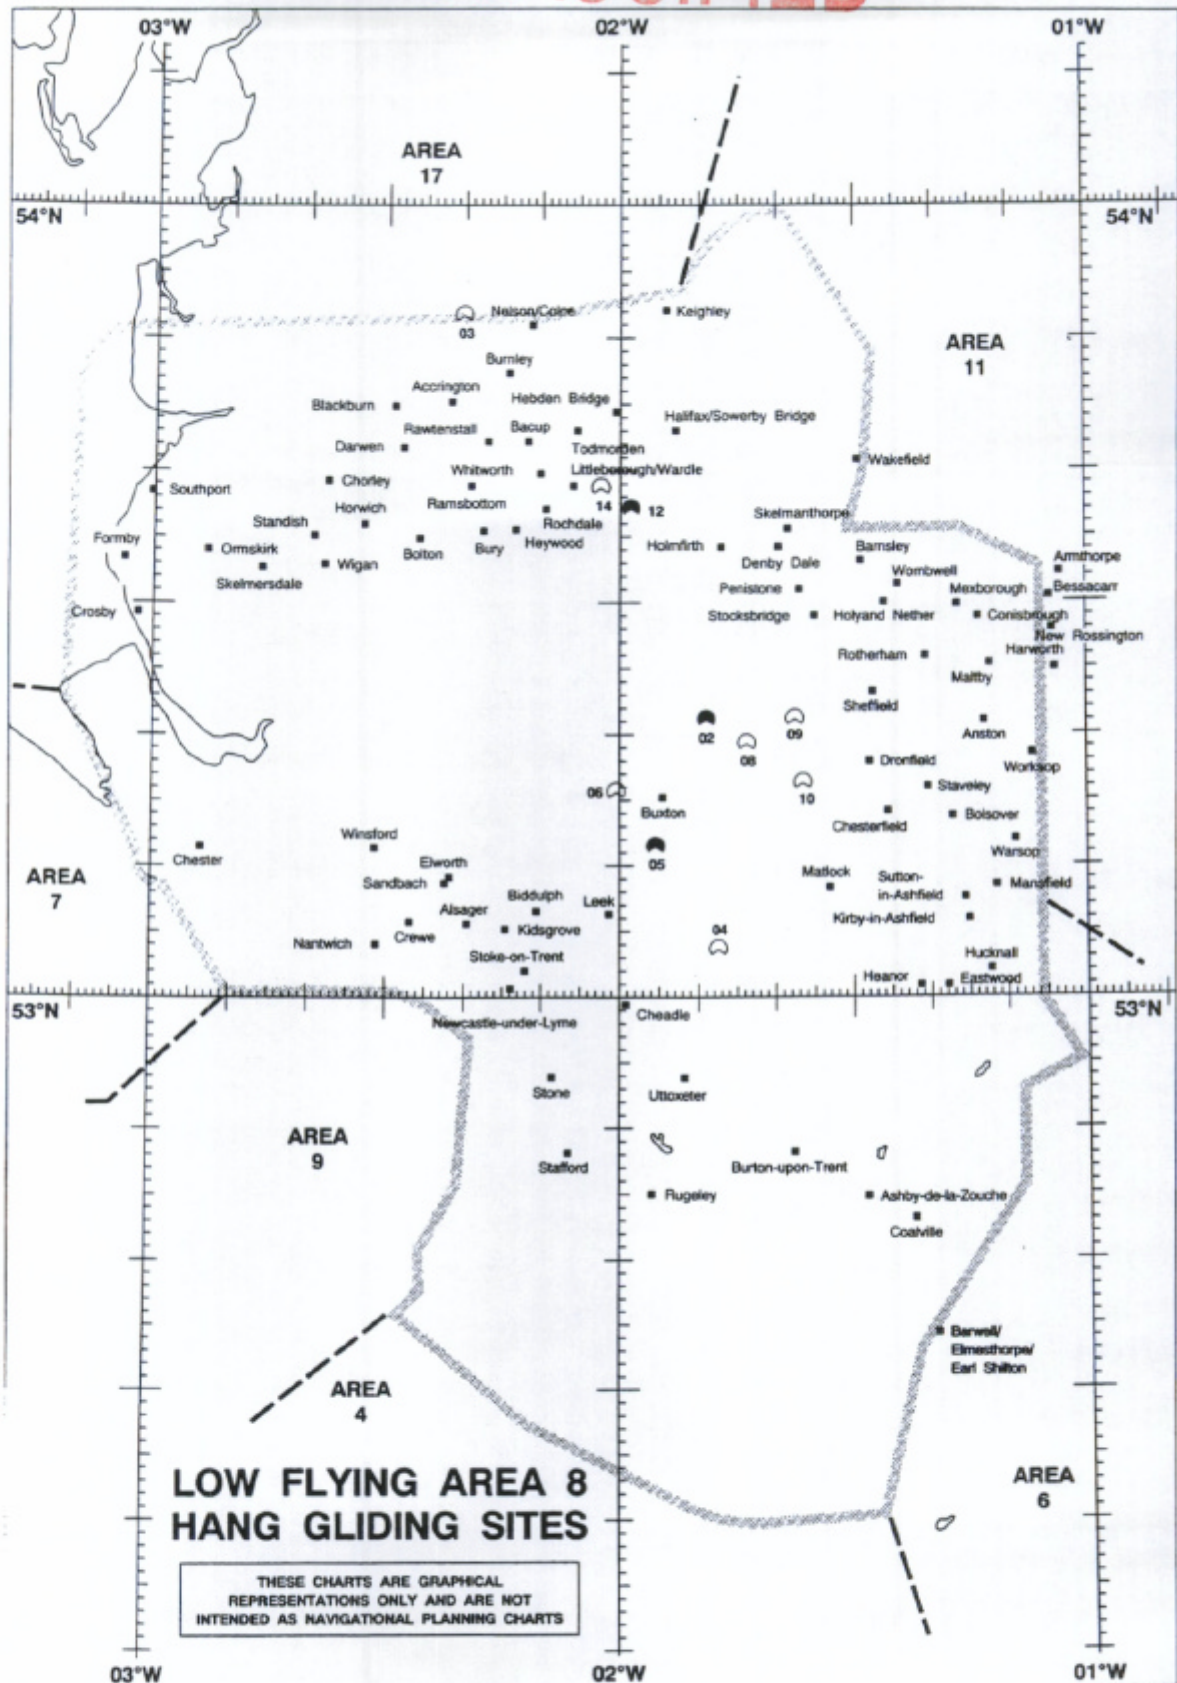 03°W 02°W 01°W
AREA
17
54°N 54°N
Nelson/Colne
03
Keighley
AREA
11
Burnley
Accrington
Hebden Bridge
Blackburn
Halifax/Sowerby Bridge
Rawtenstall Bacup
Darwen
Todmorden
Wakefield
Whitworth Littleborough/Wardle
Chorley
Southport
Ramsbottom
14 12
Horwich
Skelmanthorpe
Standish
Rochdale
Formby
Ormskirk
Bolton Bury Heywood
Holmfirth
Barnsley
Armthorpe
Skelmersdale
Wigan
Denby Dale
Wombwell
Bessacarr
Penistone
Mexborough
Crosby
Stocksbridge
Holyand Nether
Conisbrough
New Rossington
Rotherham
Harworth
Maltby
Sheffield
02
09
Anston
08
Dronfield
Worksop
06
10
Staveley
Buxton
Chesterfield
Bolsover
Winsford
Warsop
Chester
05
Elworth
Matlock
AREA
7
Sandbach
Sutton-
in-Ashfield
Mansfield
Biddulph
Leek
Alsager
Kirby-in-Ashfield
Crewe
Kidsgrove
Nantwich
04
Hucknall
Stoke-on-Trent
Heanor
Eastwood
53°N 53°N
Newcastle-under-Lyme
Cheadle
Stone
Uttoxeter
AREA
9
Stafford
Burton-upon-Trent
Rugeley
Ashby-de-la-Zouche
Coalville
Barwell/
Elmesthorpe/
Earl Shilton
AREA
4
LOW FLYING AREA 8
HANG GLIDING SITES
AREA
6
THESE CHARTS ARE GRAPHICAL
REPRESENTATIONS ONLY AND ARE NOT
INTENDED AS NAVIGATIONAL PLANNING CHARTS
03°W 02°W 01°W